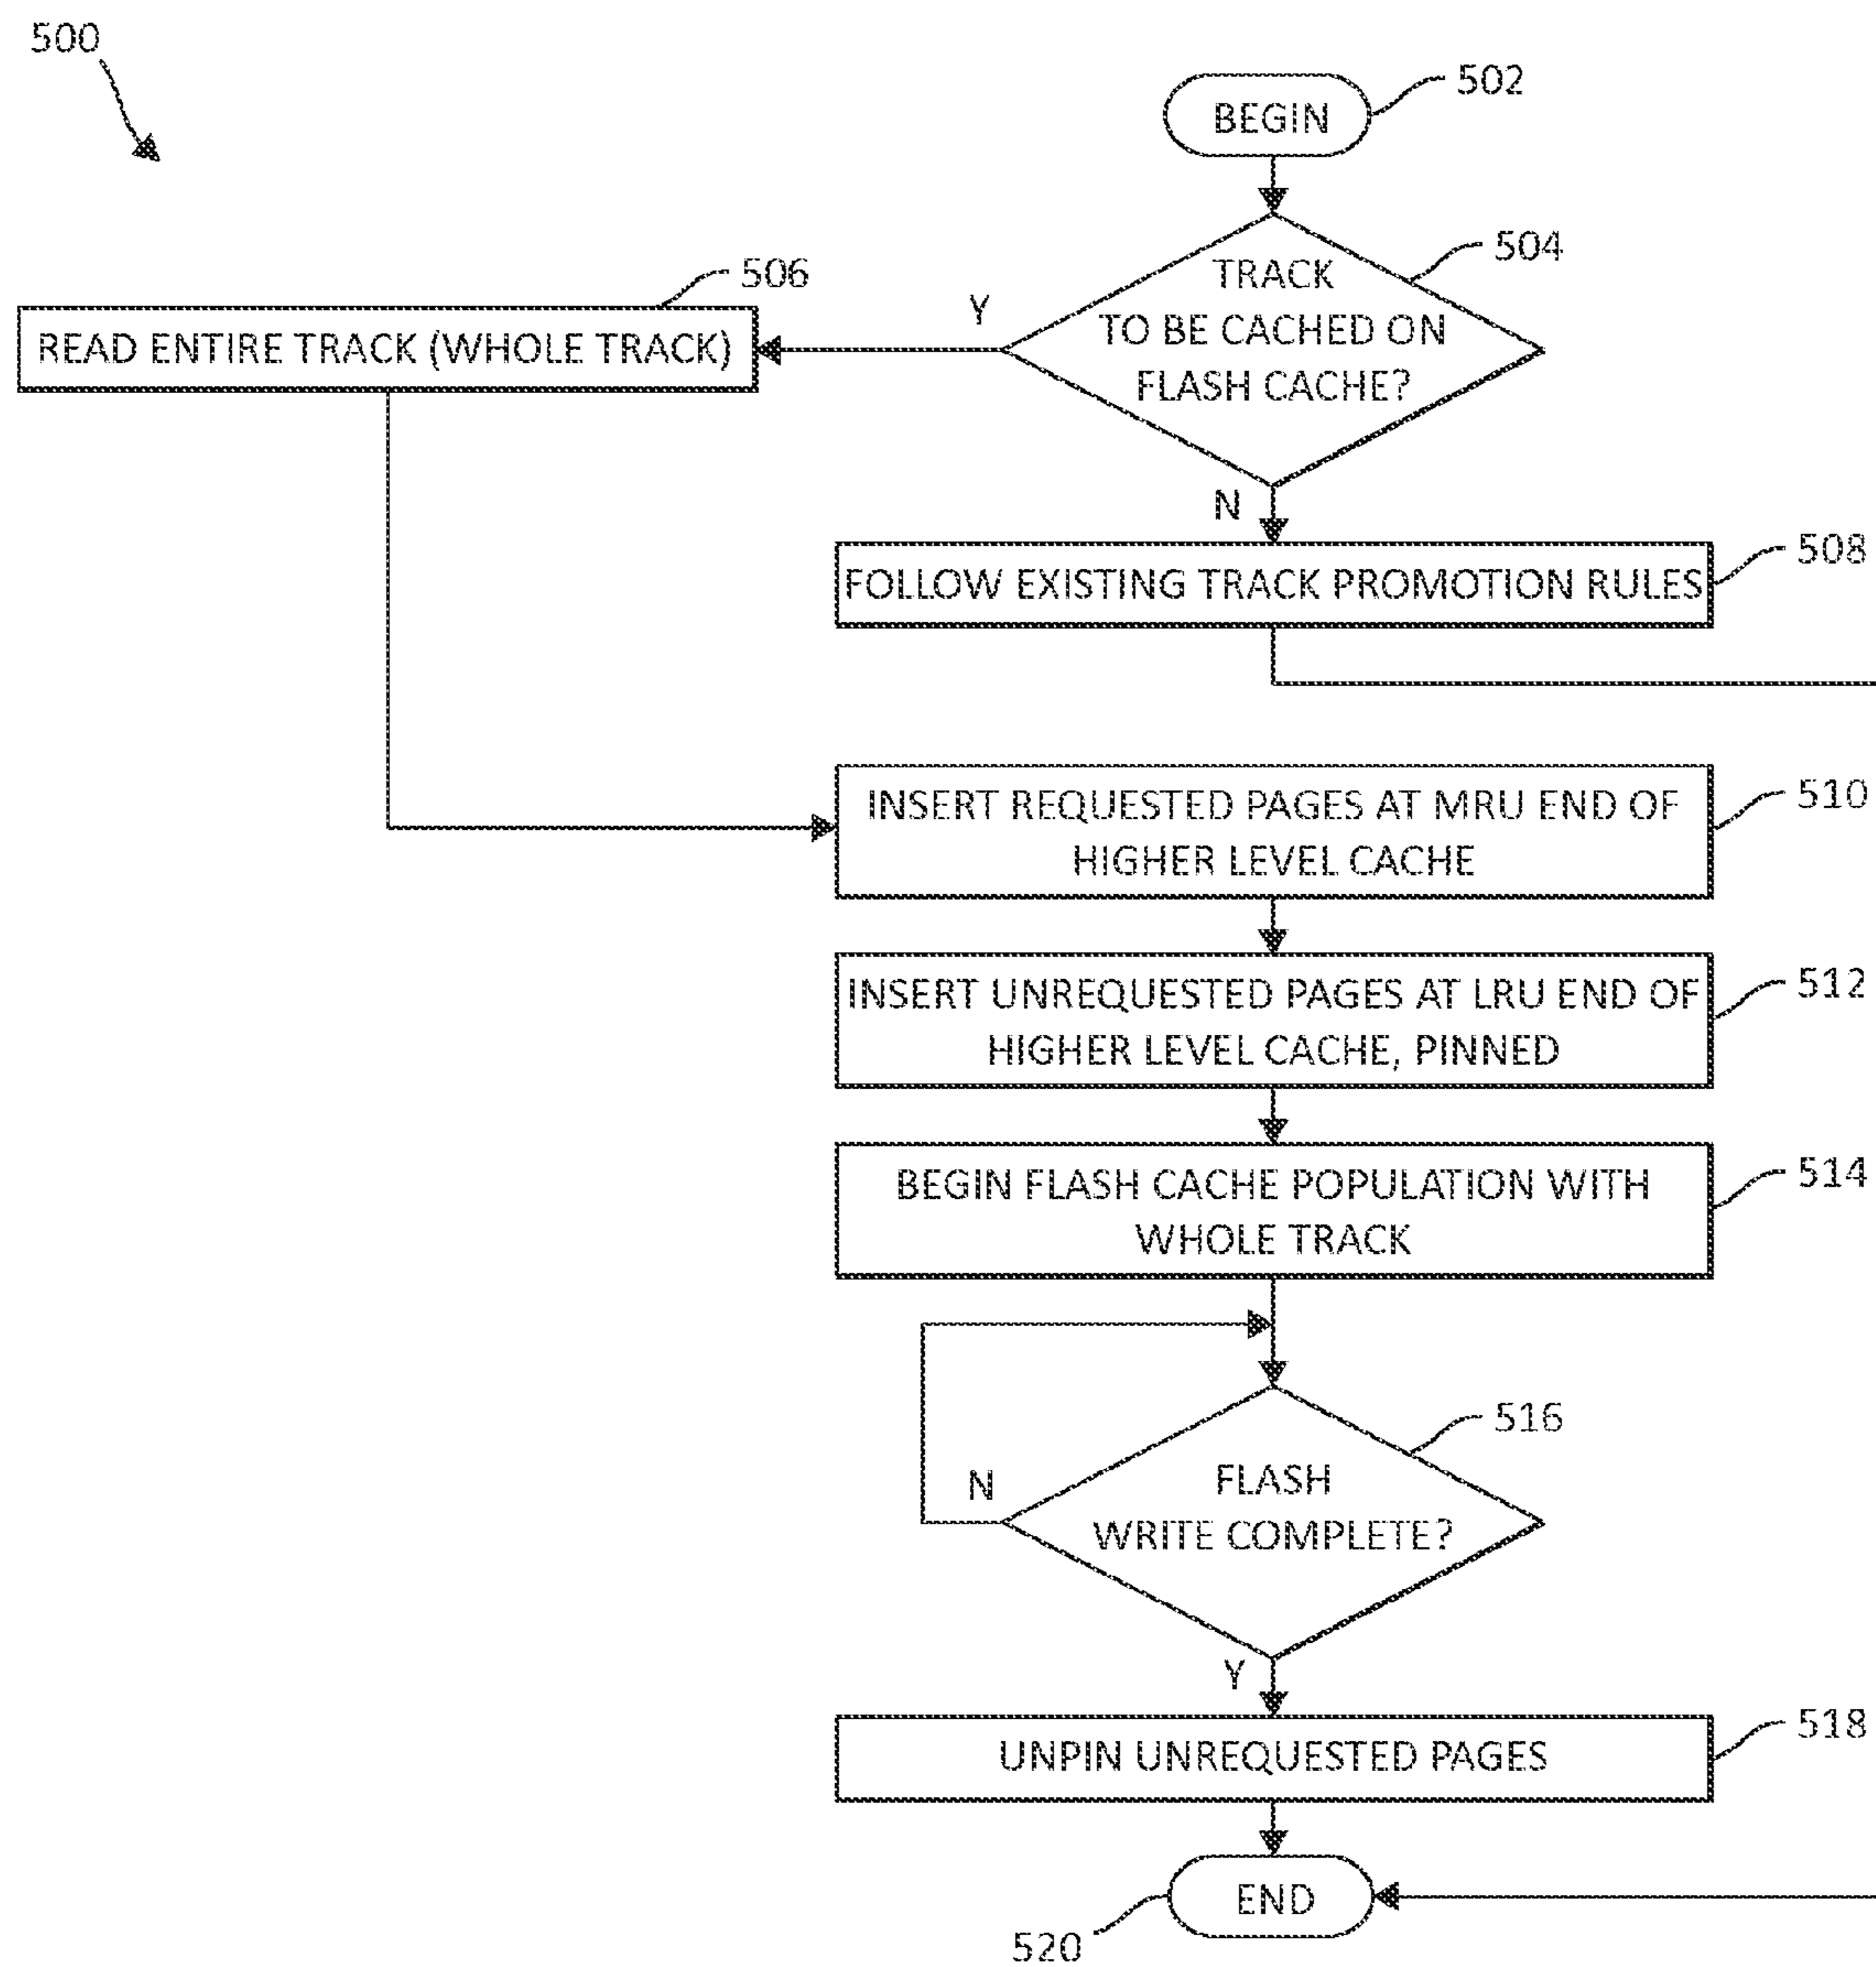 500
502
BEGIN
504
TRACK
TO BE CACHED ON
FLASH CACHE?
Y
506
READ ENTIRE TRACK (WHOLE TRACK)
N
508
FOLLOW EXISTING TRACK PROMOTION RULES
510
INSERT REQUESTED PAGES AT MRU END OF
HIGHER LEVEL CACHE
512
INSERT UNREQUESTED PAGES AT LRU END OF
HIGHER LEVEL CACHE, PINNED
514
BEGIN FLASH CACHE POPULATION WITH
WHOLE TRACK
516
N
FLASH
WRITE COMPLETE?
Y
518
UNPIN UNREQUESTED PAGES
END
520